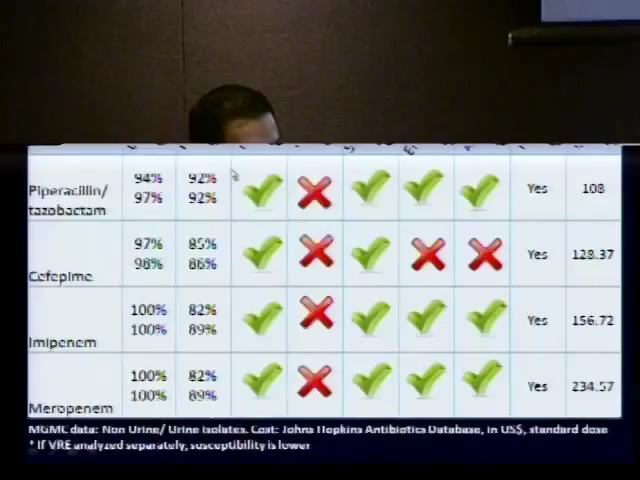 94% 92%
Piperacillin/ 97% 92% Yes 108
tazobactam
97% 85%
98% 86% Yes 128.37
Cefepime
100% 82%
100% 89% Yes 156.72
Imipenem
100% 82%
100% 89% Yes 234.57
Meropenem
MGMC data: Non Urine/ Urine isolates. Cost: Johns Hopkins Antibiotics Database, in US$, standard dose
* If VRE analyzed separately, susceptibility is lower